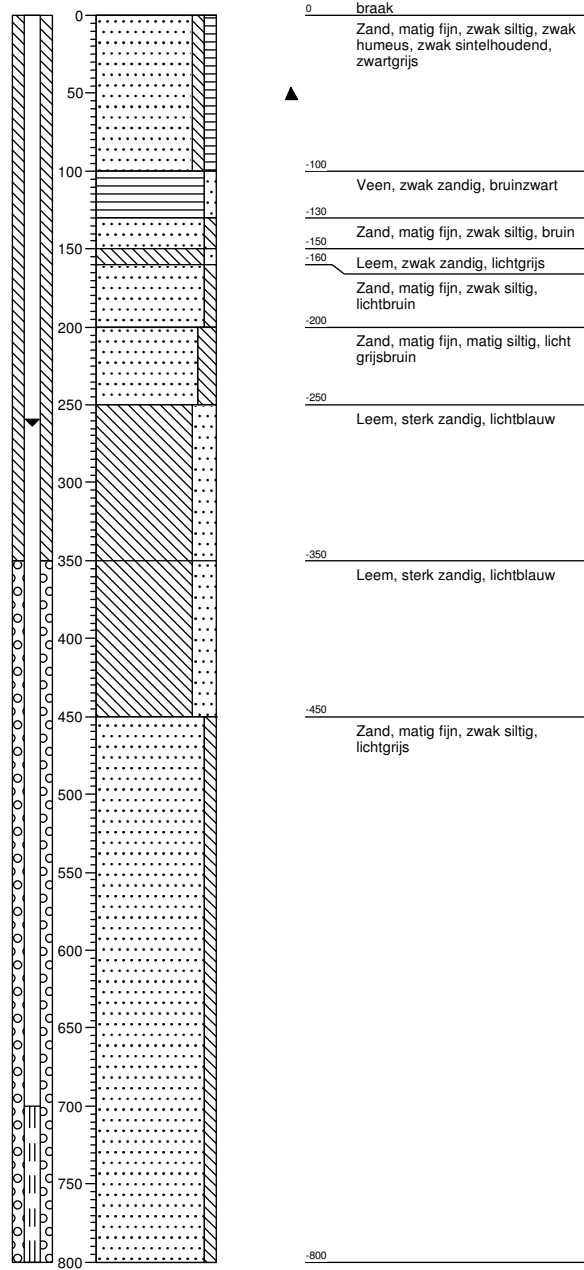 0
50
100
150
200
250
300
350
400
450
500
550
600
650
700
750
800
0 braak
Zand, matig fijn, zwak siltig, zwak
humeus, zwak sintelhoudend,
zwartgrijs
-100
Veen, zwak zandig, bruinzwart
-130
Zand, matig fijn, zwak siltig, bruin
-150
-160 Leem, zwak zandig, lichtgrijs
Zand, matig fijn, zwak siltig,
lichtbruin
-200
Zand, matig fijn, matig siltig, licht
grijsbruin
-250
Leem, sterk zandig, lichtblauw
-350
Leem, sterk zandig, lichtblauw
-450
Zand, matig fijn, zwak siltig,
lichtgrijs
-800